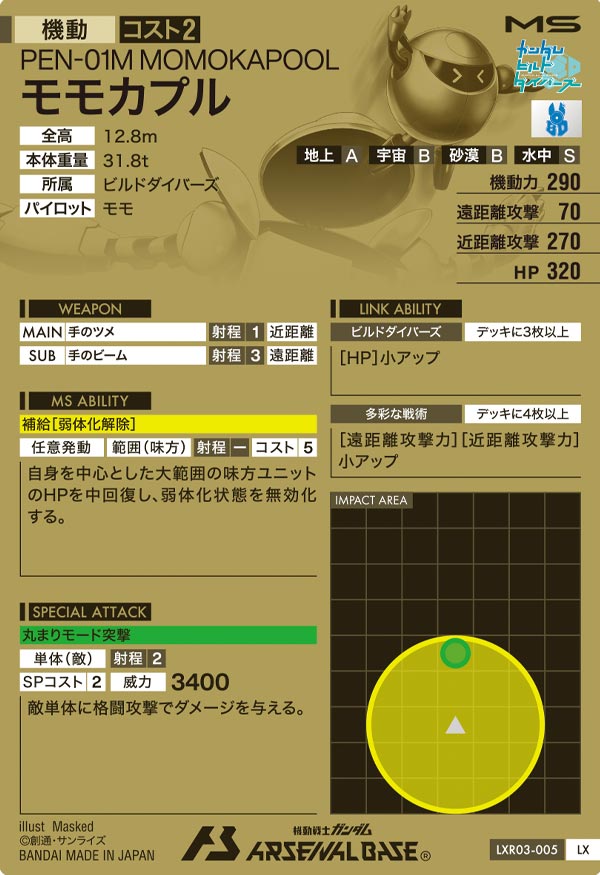 機動 コスト2
MS
PEN-01M MOMOKAPOOL
モモカプル
ガンダム ビルド ダイバーズ
全高 12.8m
本体重量 31.8t
所属 ビルドダイバーズ
パイロット モモ
地上 A 宇宙 B 砂漠 B 水中 S
機動力 290
遠距離攻撃 70
近距離攻撃 270
HP 320
WEAPON
MAIN 手のツメ 射程 1 近距離
SUB 手のビーム 射程 3 遠距離
MS ABILITY
補給[弱体化解除]
任意発動 範囲(味方) 射程 ー コスト 5
自身を中心とした大範囲の味方ユニット
のHPを中回復し、弱体化状態を無効化
する。
SPECIAL ATTACK
丸まりモード突撃
単体(敵) 射程 2
SPコスト 2 威力 3400
敵単体に格闘攻撃でダメージを与える。
LINK ABILITY
ビルドダイバーズ デッキに3枚以上
[HP]小アップ
多彩な戦術 デッキに4枚以上
[遠距離攻撃力][近距離攻撃力]
小アップ
IMPACT AREA
illust Masked
©創通・サンライズ
BANDAI MADE IN JAPAN
機動戦士ガンダム
ARSENAL BASE®
LXR03-005 LX